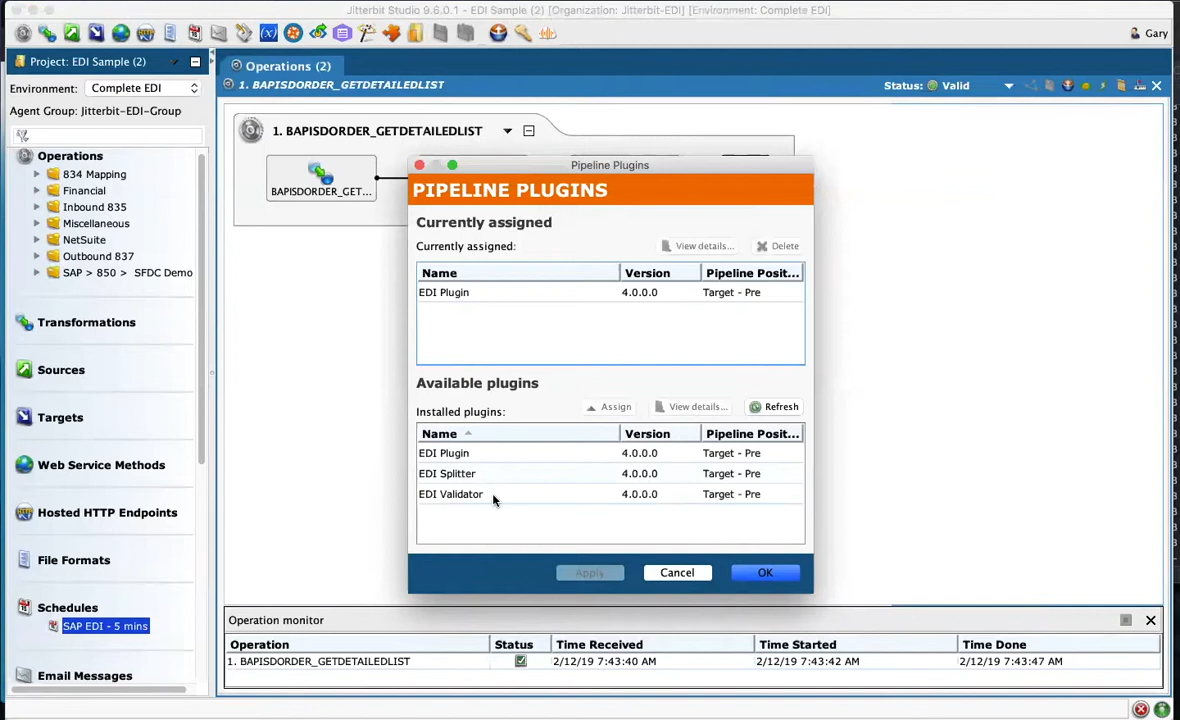 Jitterbit Studio 9.6.0.1 - EDI Sample (2) [Organization: Jitterbit-EDI] [Environment: Complete EDI]
Gary
Project: EDI Sample (2)
Environment: Complete EDI
Agent Group: Jitterbit-EDI-Group
Operations
834 Mapping
Financial
Inbound 835
Miscellaneous
NetSuite
Outbound 837
SAP > 850 > SFDC Demo
Transformations
Sources
Targets
Web Service Methods
Hosted HTTP Endpoints
File Formats
Schedules
SAP EDI - 5 mins
Email Messages
Operations (2)
1. BAPISDORDER_GETDETAILEDLIST
Status: Valid
1. BAPISDORDER_GETDETAILEDLIST
BAPISDORDER_GET...
Pipeline Plugins
PIPELINE PLUGINS
Currently assigned
Currently assigned: View details... Delete
Name Version Pipeline Posit...
EDI Plugin 4.0.0.0 Target - Pre
Available plugins
Installed plugins: Assign View details... Refresh
Name Version Pipeline Posit...
EDI Plugin 4.0.0.0 Target - Pre
EDI Splitter 4.0.0.0 Target - Pre
EDI Validator 4.0.0.0 Target - Pre
Apply Cancel OK
Operation monitor
Operation Status Time Received Time Started Time Done
1. BAPISDORDER_GETDETAILEDLIST 2/12/19 7:43:40 AM 2/12/19 7:43:42 AM 2/12/19 7:43:47 AM